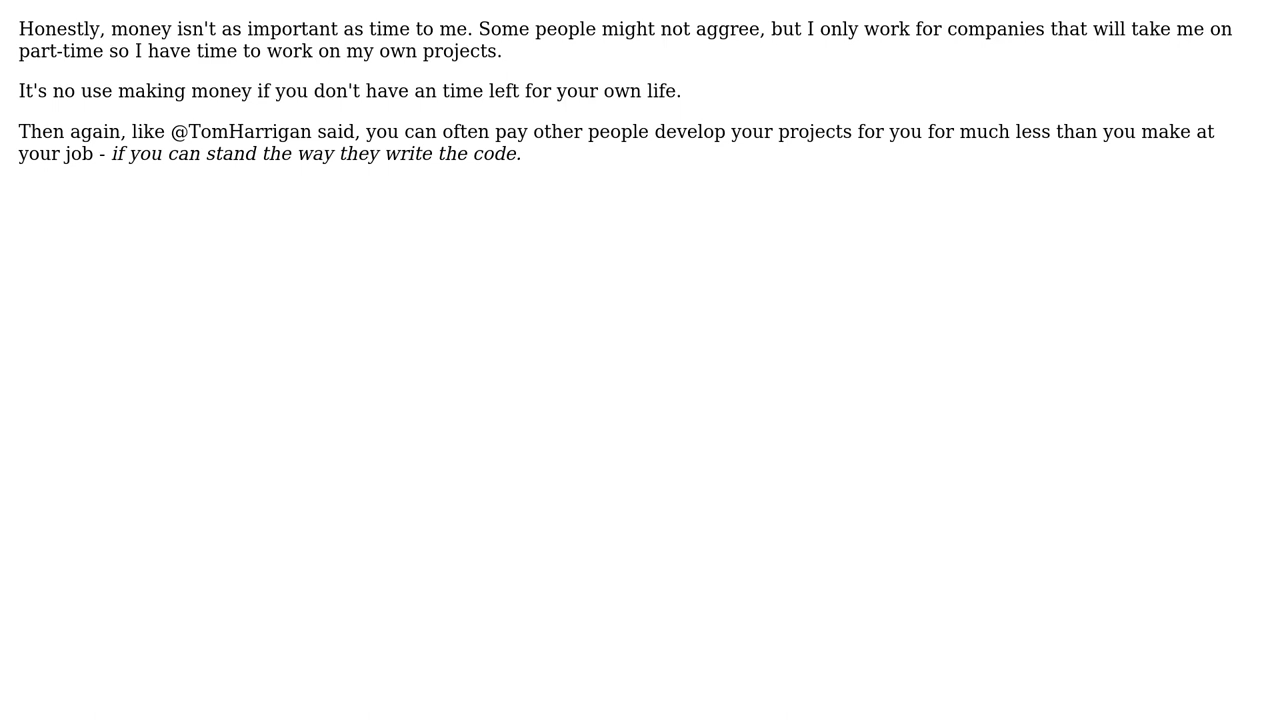 Honestly, money isn't as important as time to me. Some people might not aggree, but I only work for companies that will take me on
part-time so I have time to work on my own projects.
It's no use making money if you don't have an time left for your own life.
Then again, like @TomHarrigan said, you can often pay other people develop your projects for you for much less than you make at
your job - if you can stand the way they write the code.